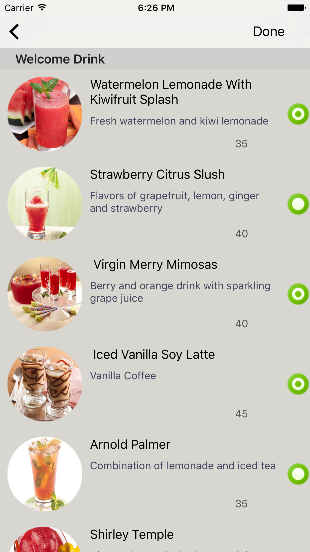 Carrier 6:26 PM
Done
Welcome Drink
Watermelon Lemonade With
Kiwifruit Splash
Fresh watermelon and kiwi lemonade
35
Strawberry Citrus Slush
Flavors of grapefruit, lemon, ginger
and strawberry
40
Virgin Merry Mimosas
Berry and orange drink with sparkling
grape juice
40
Iced Vanilla Soy Latte
Vanilla Coffee
45
Arnold Palmer
Combination of lemonade and iced tea
35
Shirley Temple